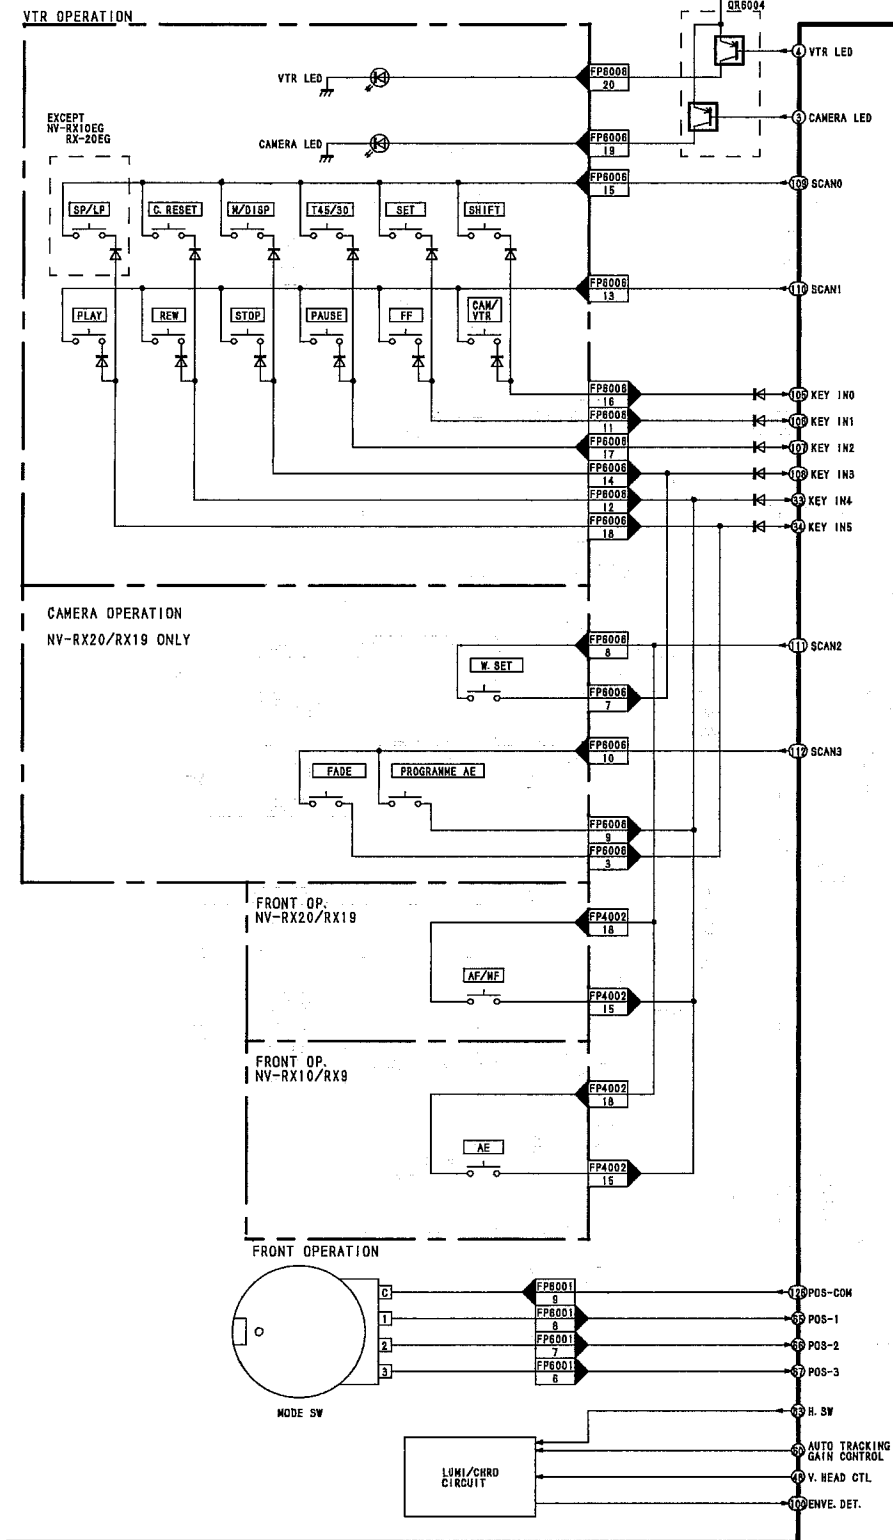 VTR OPERATION
QR6004
VTR LED
FP6006
20
4 VTR LED
EXCEPT
NV-RX10EG
RX-20EG
CAMERA LED
FP6006
19
3 CAMERA LED
FP6006
15
109 SCAN0
SP/LP C. RESET M/DISP T45/30 SET SHIFT
FP6006
13
110 SCAN1
PLAY REW STOP PAUSE FF CAM/
VTR
FP6006
16
105 KEY IN0
FP6006
11
106 KEY IN1
FP6006
17
107 KEY IN2
FP6006
14
108 KEY IN3
FP6006
12
33 KEY IN4
FP6006
18
34 KEY IN5
CAMERA OPERATION
NV-RX20/RX19 ONLY
FP6006
8
111 SCAN2
W. SET
FP6006
7
FP6006
10
112 SCAN3
FADE PROGRAMME AE
FP6006
9
FP6006
3
FRONT OP.
NV-RX20/RX19
FP4002
18
AF/MF
FP4002
15
FRONT OP.
NV-RX10/RX9
FP4002
18
AE
FP4002
15
FRONT OPERATION
C
FP6001
9
POS-COM
1
FP6001
8
POS-1
2
FP6001
7
POS-2
3
FP6001
6
POS-3
MODE SW
H. SW
AUTO TRACKING
GAIN CONTROL
LUMI/CHRO
CIRCUIT
V. HEAD CTL
ENVE. DET.